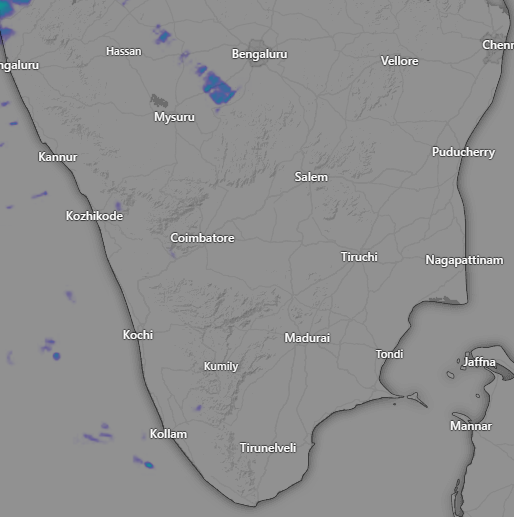 Hassan
Bengaluru
Chenn
ngaluru
Vellore
Mysuru
Kannur
Puducherry
Salem
Kozhikode
Coimbatore
Tiruchi
Nagapattinam
Kochi
Madurai
Tondi
Kumily
Jaffna
Kollam
Mannar
Tirunelveli